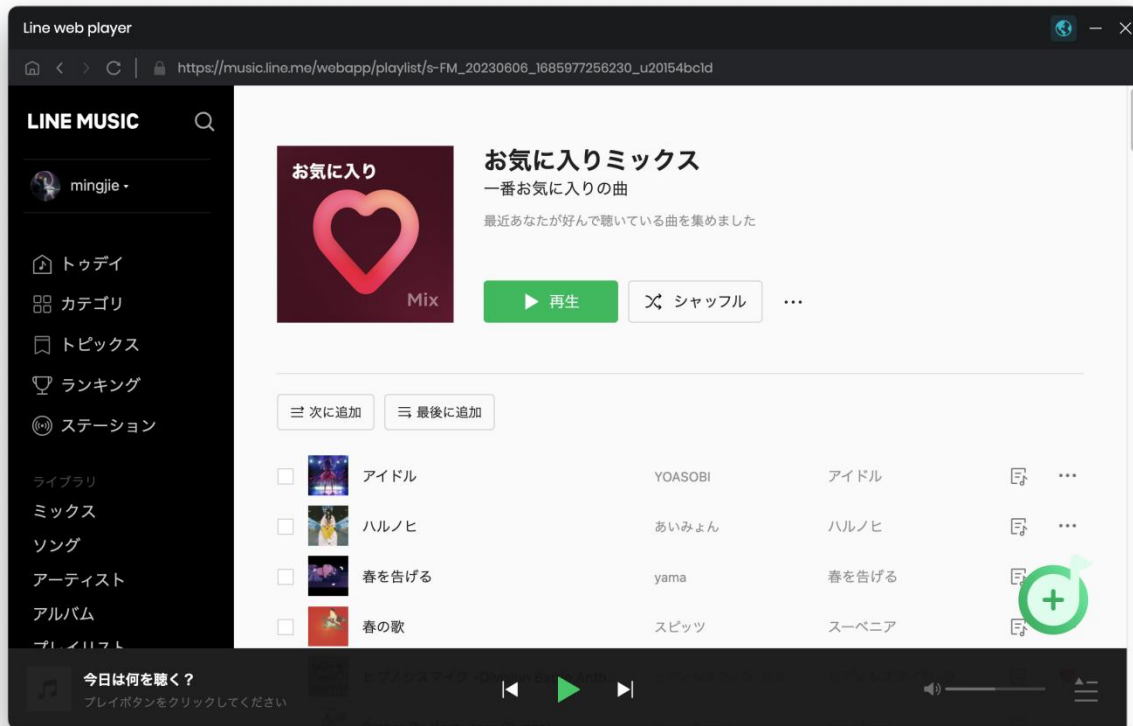 Line web player
https://music.line.me/webapp/playlist/s-FM_20230606_1685977256230_u20154bc1d
LINE MUSIC
mingjie
トゥデイ
カテゴリ
トピックス
ランキング
ステーション
ライブラリ
ミックス
ソング
アーティスト
アルバム
プレイリスト
お気に入り
Mix
お気に入りミックス
一番お気に入りの曲
最近あなたが好んで聴いている曲を集めました
再生
シャッフル
次に追加
最後に追加
アイドル YOASOBI アイドル
ハルノヒ あいみょん ハルノヒ
春を告げる yama 春を告げる
春の歌 スピッツ スーベニア
今日は何を聴く？
プレイボタンをクリックしてください